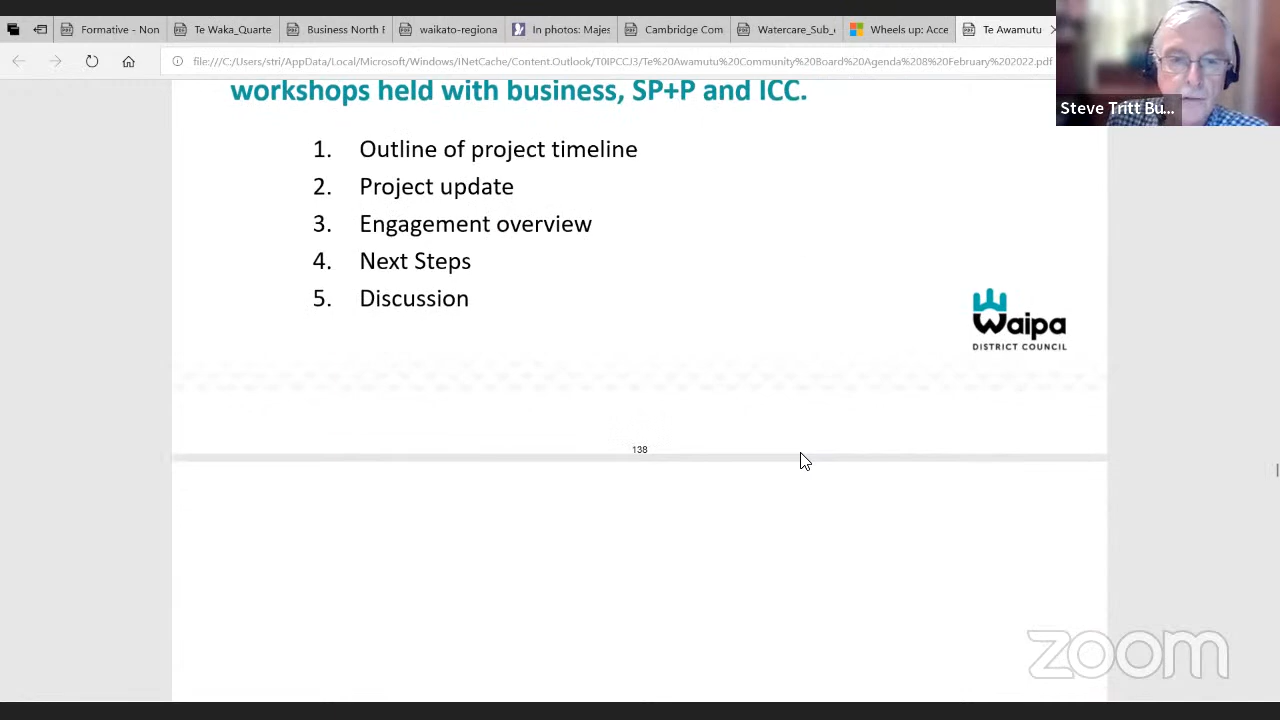 Formative - Non
Te Waka_Quarte
Business North F
waikato-regiona
In photos: Majes
Cambridge Com
Watercare_Sub_
Wheels up: Acce
Te Awamutu
file:///C:/Users/stri/AppData/Local/Microsoft/Windows/INetCache/Content.Outlook/T0IPCCJ3/Te%20Awamutu%20Community%20Board%20Agenda%208%20February%202022.pdf
Steve Tritt Bu...
workshops held with business, SP+P and ICC.
1. Outline of project timeline
2. Project update
3. Engagement overview
4. Next Steps
5. Discussion
Waipa
DISTRICT COUNCIL
138
zoom